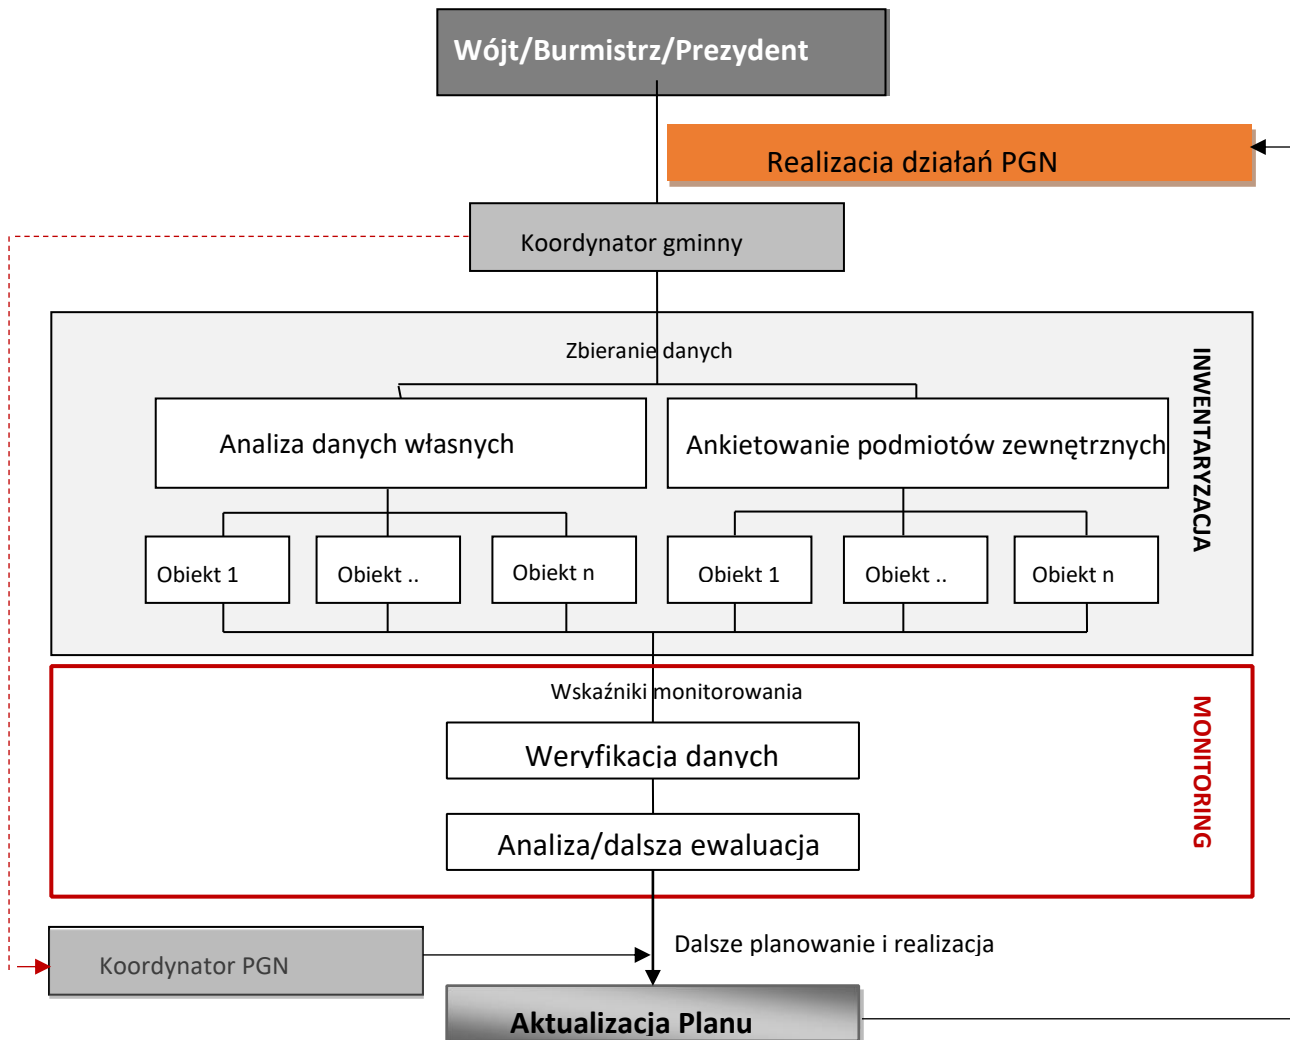 Wójt/Burmistrz/Prezydent
Realizacja działań PGN
Koordynator gminny
Zbieranie danych
INWENTARYZACJA
Analiza danych własnych
Ankietowanie podmiotów zewnętrznych
Obiekt 1
Obiekt ..
Obiekt n
Obiekt 1
Obiekt ..
Obiekt n
Wskaźniki monitorowania
MONITORING
Weryfikacja danych
Analiza/dalsza ewaluacja
Dalsze planowanie i realizacja
Koordynator PGN
Aktualizacja Planu